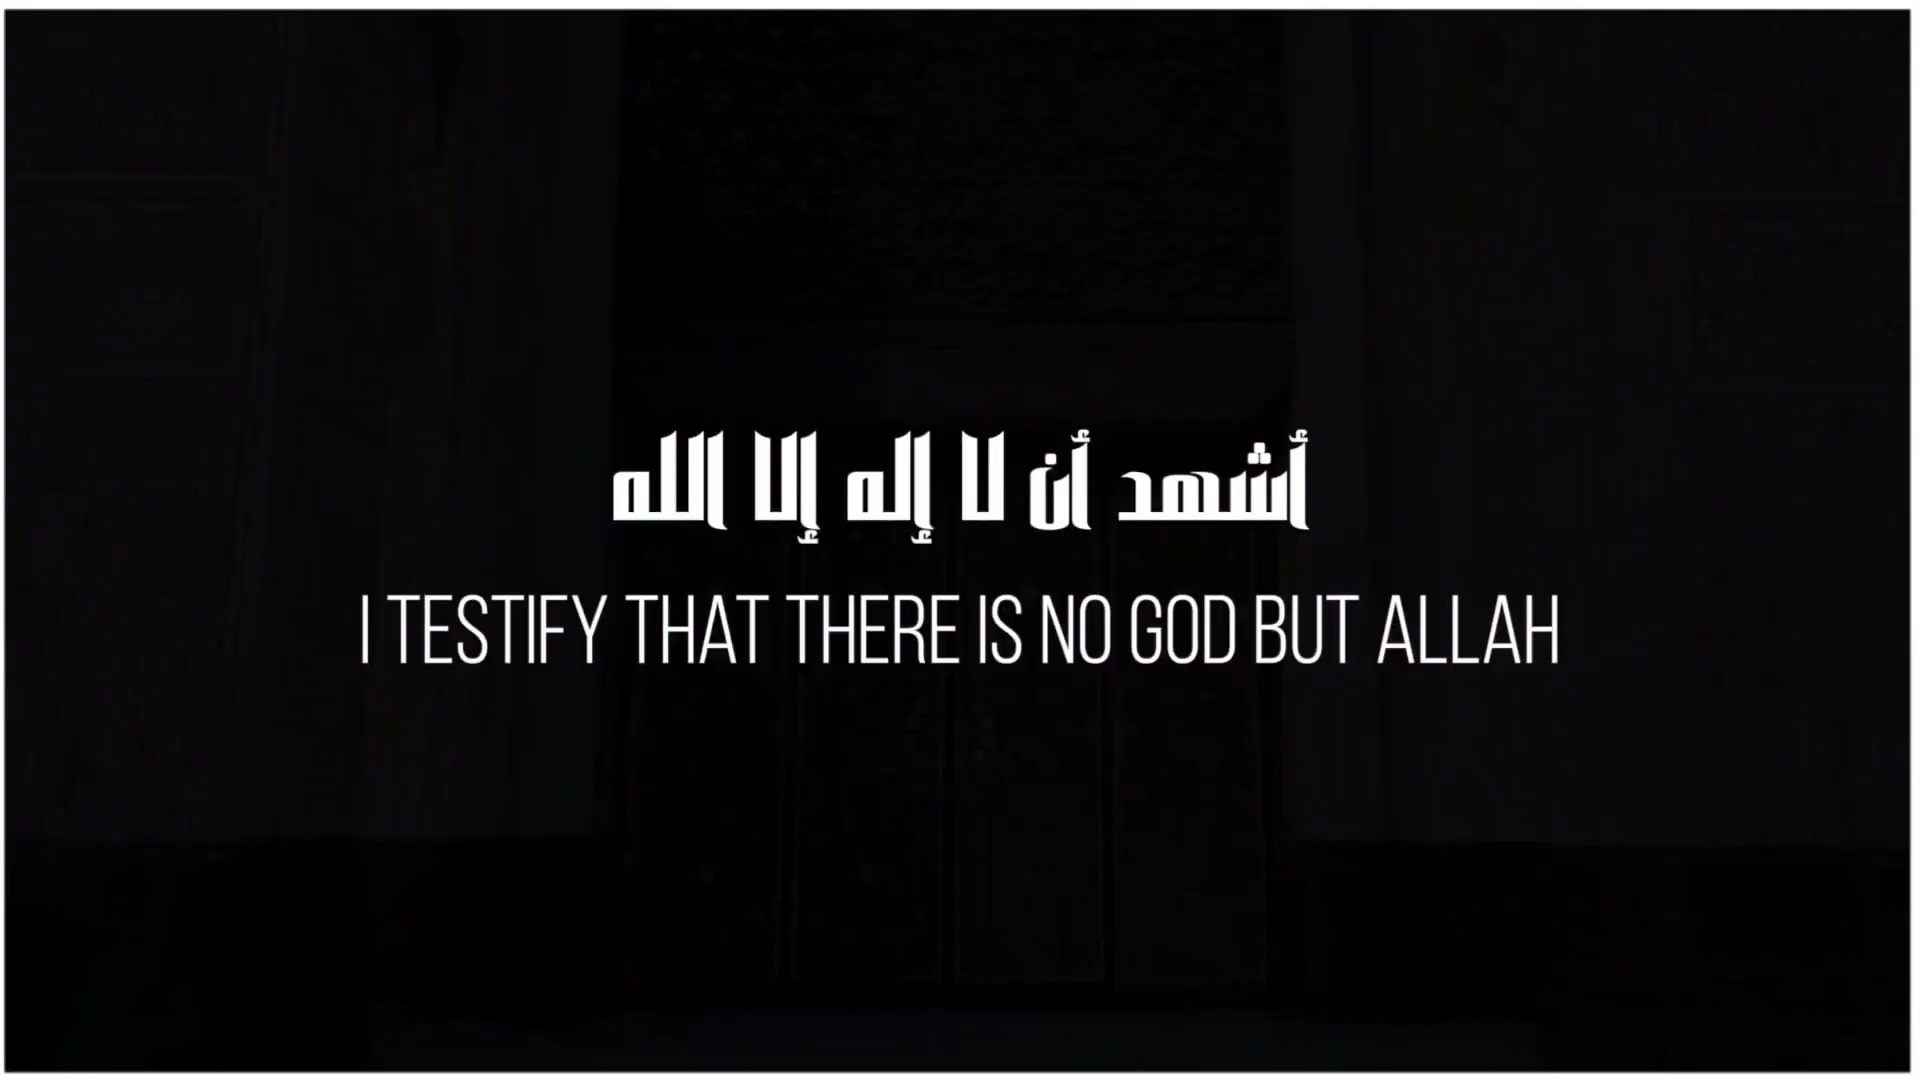 أشهد أن لا إله إلا الله
I TESTIFY THAT THERE IS NO GOD BUT ALLAH